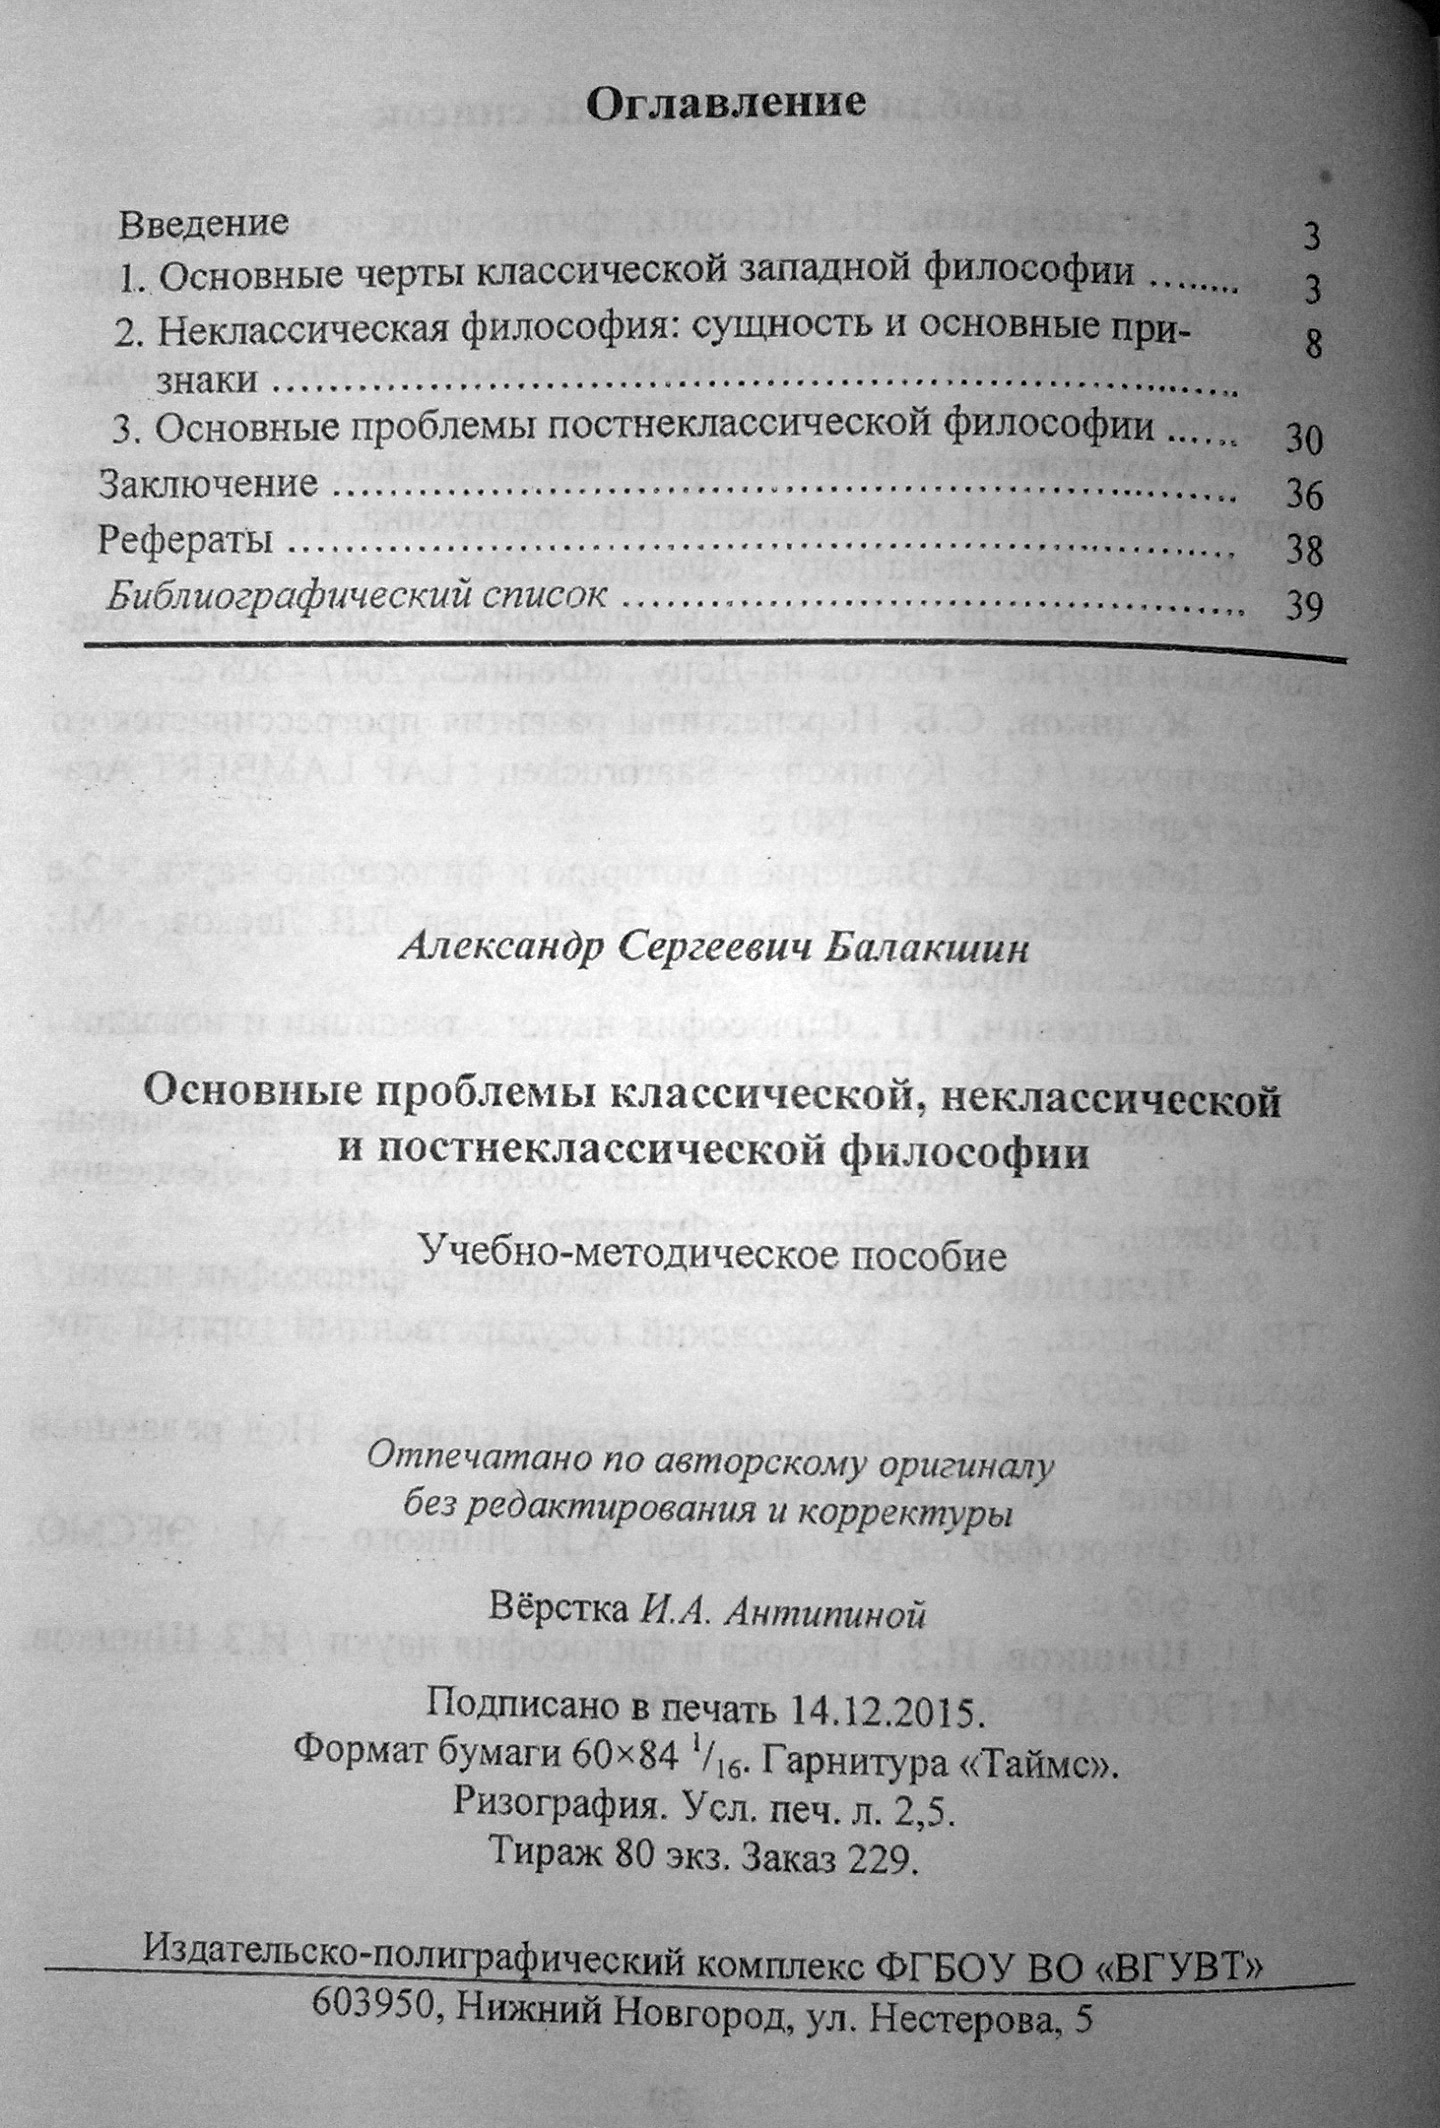 Оглавление
Введение 3
1. Основные черты классической западной философии ........ 3
2. Неклассическая философия: сущность и основные при- 8
знаки ..................................................................
3. Основные проблемы постнеклассической философии ...... 30
Заключение ............................................................ 36
Рефераты ............................................................... 38
Библиографический список ......................................... 39
Александр Сергеевич Балакшин
Основные проблемы классической, неклассической
и постнеклассической философии
Учебно-методическое пособие
Отпечатано по авторскому оригиналу
без редактирования и корректуры
Вёрстка И.А. Антипиной
Подписано в печать 14.12.2015.
Формат бумаги 60×84 1/16. Гарнитура «Таймс».
Ризография. Усл. печ. л. 2,5.
Тираж 80 экз. Заказ 229.
Издательско-полиграфический комплекс ФГБОУ ВО «ВГУВТ»
603950, Нижний Новгород, ул. Нестерова, 5